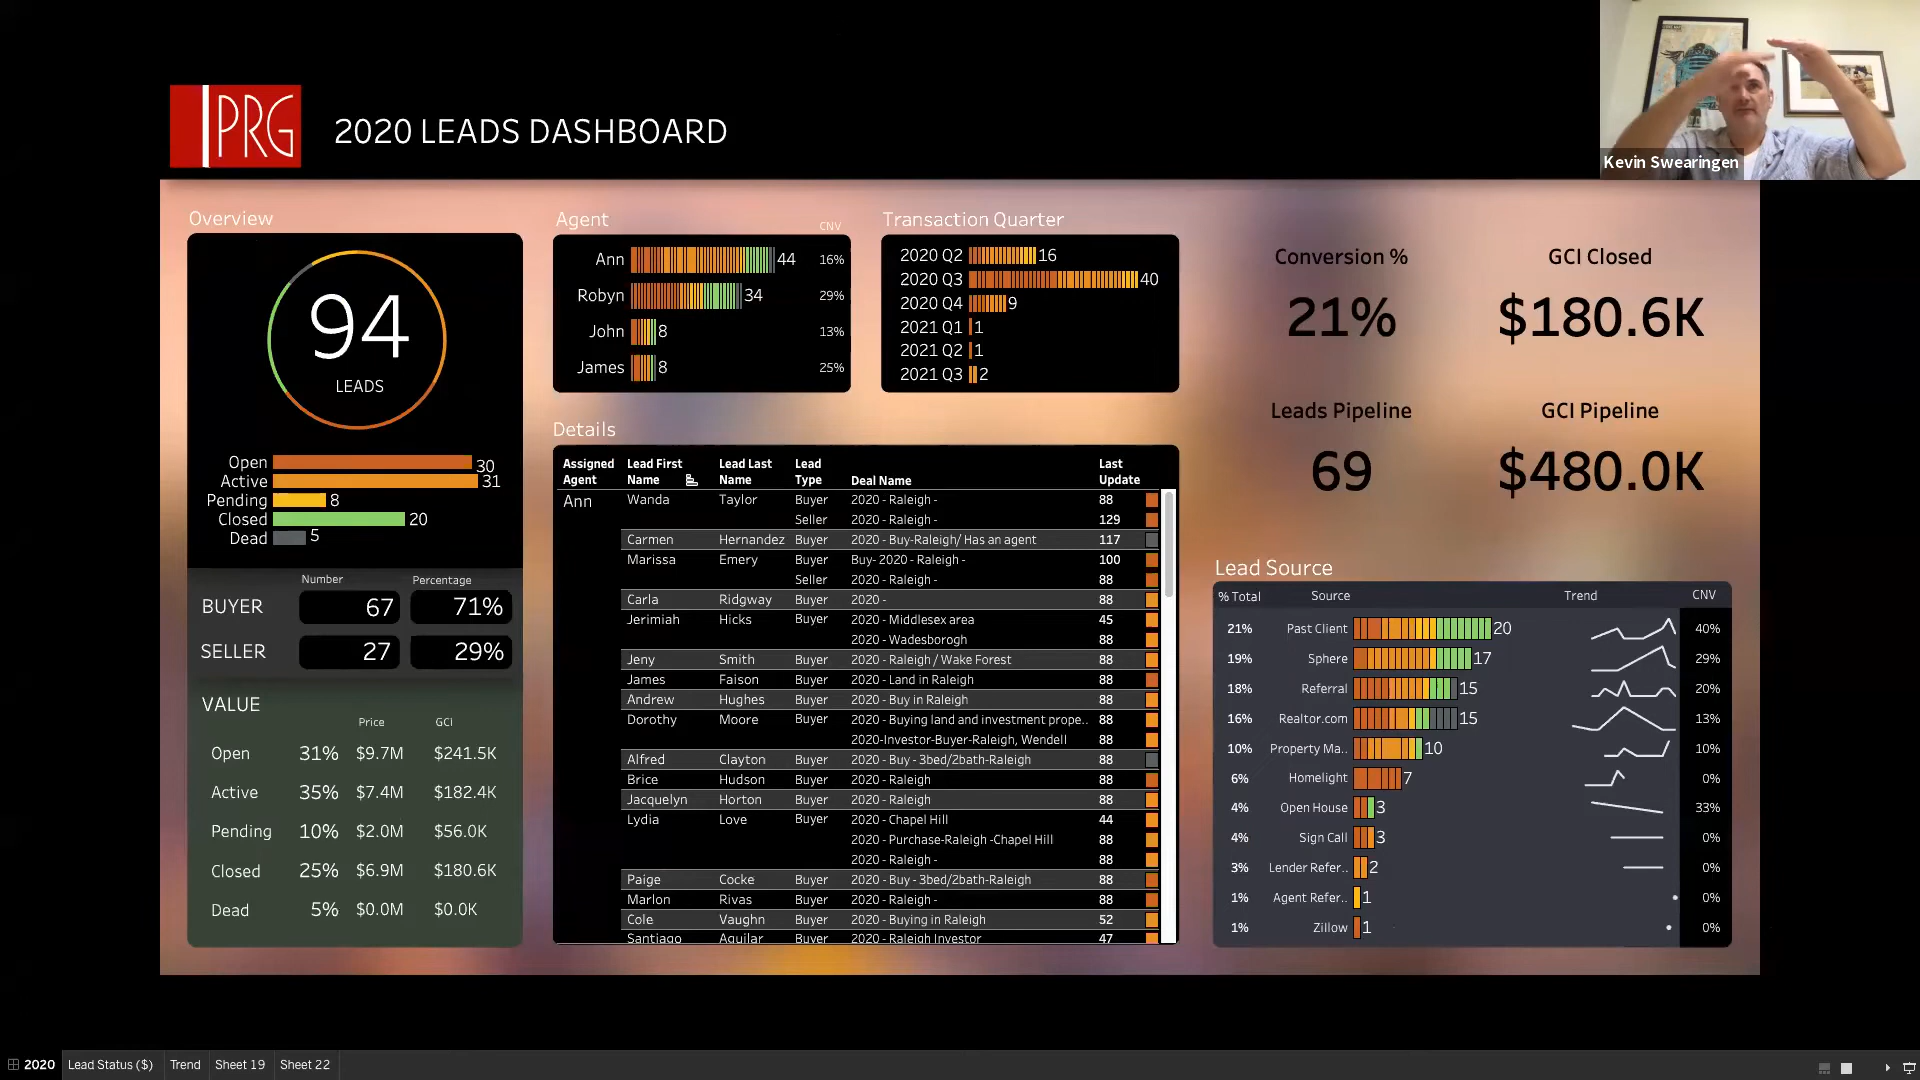 PRG
2020 LEADS DASHBOARD
Kevin Swearingen
Overview
94
LEADS
Open 30
Active 31
Pending 8
Closed 20
Dead 5
Number Percentage
BUYER 67 71%
SELLER 27 29%
VALUE
Price GCI
Open 31% $9.7M $241.5K
Active 35% $7.4M $182.4K
Pending 10% $2.0M $56.0K
Closed 25% $6.9M $180.6K
Dead 5% $0.0M $0.0K
Agent CNV
Ann 44 16%
Robyn 34 29%
John 8 13%
James 8 25%
Transaction Quarter
2020 Q2 16
2020 Q3 40
2020 Q4 9
2021 Q1 1
2021 Q2 1
2021 Q3 2
Details
Assigned Lead First Lead Last Lead Last
Agent Name Name Type Deal Name Update
Ann Wanda Taylor Buyer 2020 - Raleigh - 88
Seller 2020 - Raleigh - 129
Carmen Hernandez Buyer 2020 - Buy-Raleigh/ Has an agent 117
Marissa Emery Buyer Buy- 2020 - Raleigh - 100
Seller 2020 - Raleigh - 88
Carla Ridgway Buyer 2020 - 88
Jerimiah Hicks Buyer 2020 - Middlesex area 45
2020 - Wadesborogh 88
Jeny Smith Buyer 2020 - Raleigh / Wake Forest 88
James Faison Buyer 2020 - Land in Raleigh 88
Andrew Hughes Buyer 2020 - Buy in Raleigh 88
Dorothy Moore Buyer 2020 - Buying land and investment prope.. 88
2020-Investor-Buyer-Raleigh, Wendell 88
Alfred Clayton Buyer 2020 - Buy - 3bed/2bath-Raleigh 88
Brice Hudson Buyer 2020 - Raleigh 88
Jacquelyn Horton Buyer 2020 - Raleigh 88
Lydia Love Buyer 2020 - Chapel Hill 44
2020 - Purchase-Raleigh -Chapel Hill 88
2020 - Raleigh - 88
Paige Cocke Buyer 2020 - Buy - 3bed/2bath-Raleigh 88
Marlon Rivas Buyer 2020 - Raleigh - 88
Cole Vaughn Buyer 2020 - Buying in Raleigh 52
Santiago Aguilar Buyer 2020 - Raleigh Investor 47
Conversion % GCI Closed
21% $180.6K
Leads Pipeline GCI Pipeline
69 $480.0K
Lead Source
% Total Source Trend CNV
21% Past Client 20 40%
19% Sphere 17 29%
18% Referral 15 20%
16% Realtor.com 15 13%
10% Property Ma.. 10 10%
6% Homelight 7 0%
4% Open House 3 33%
4% Sign Call 3 0%
3% Lender Refer.. 2 0%
1% Agent Refer.. 1 0%
1% Zillow 1 0%
2020 Lead Status ($) Trend Sheet 19 Sheet 22